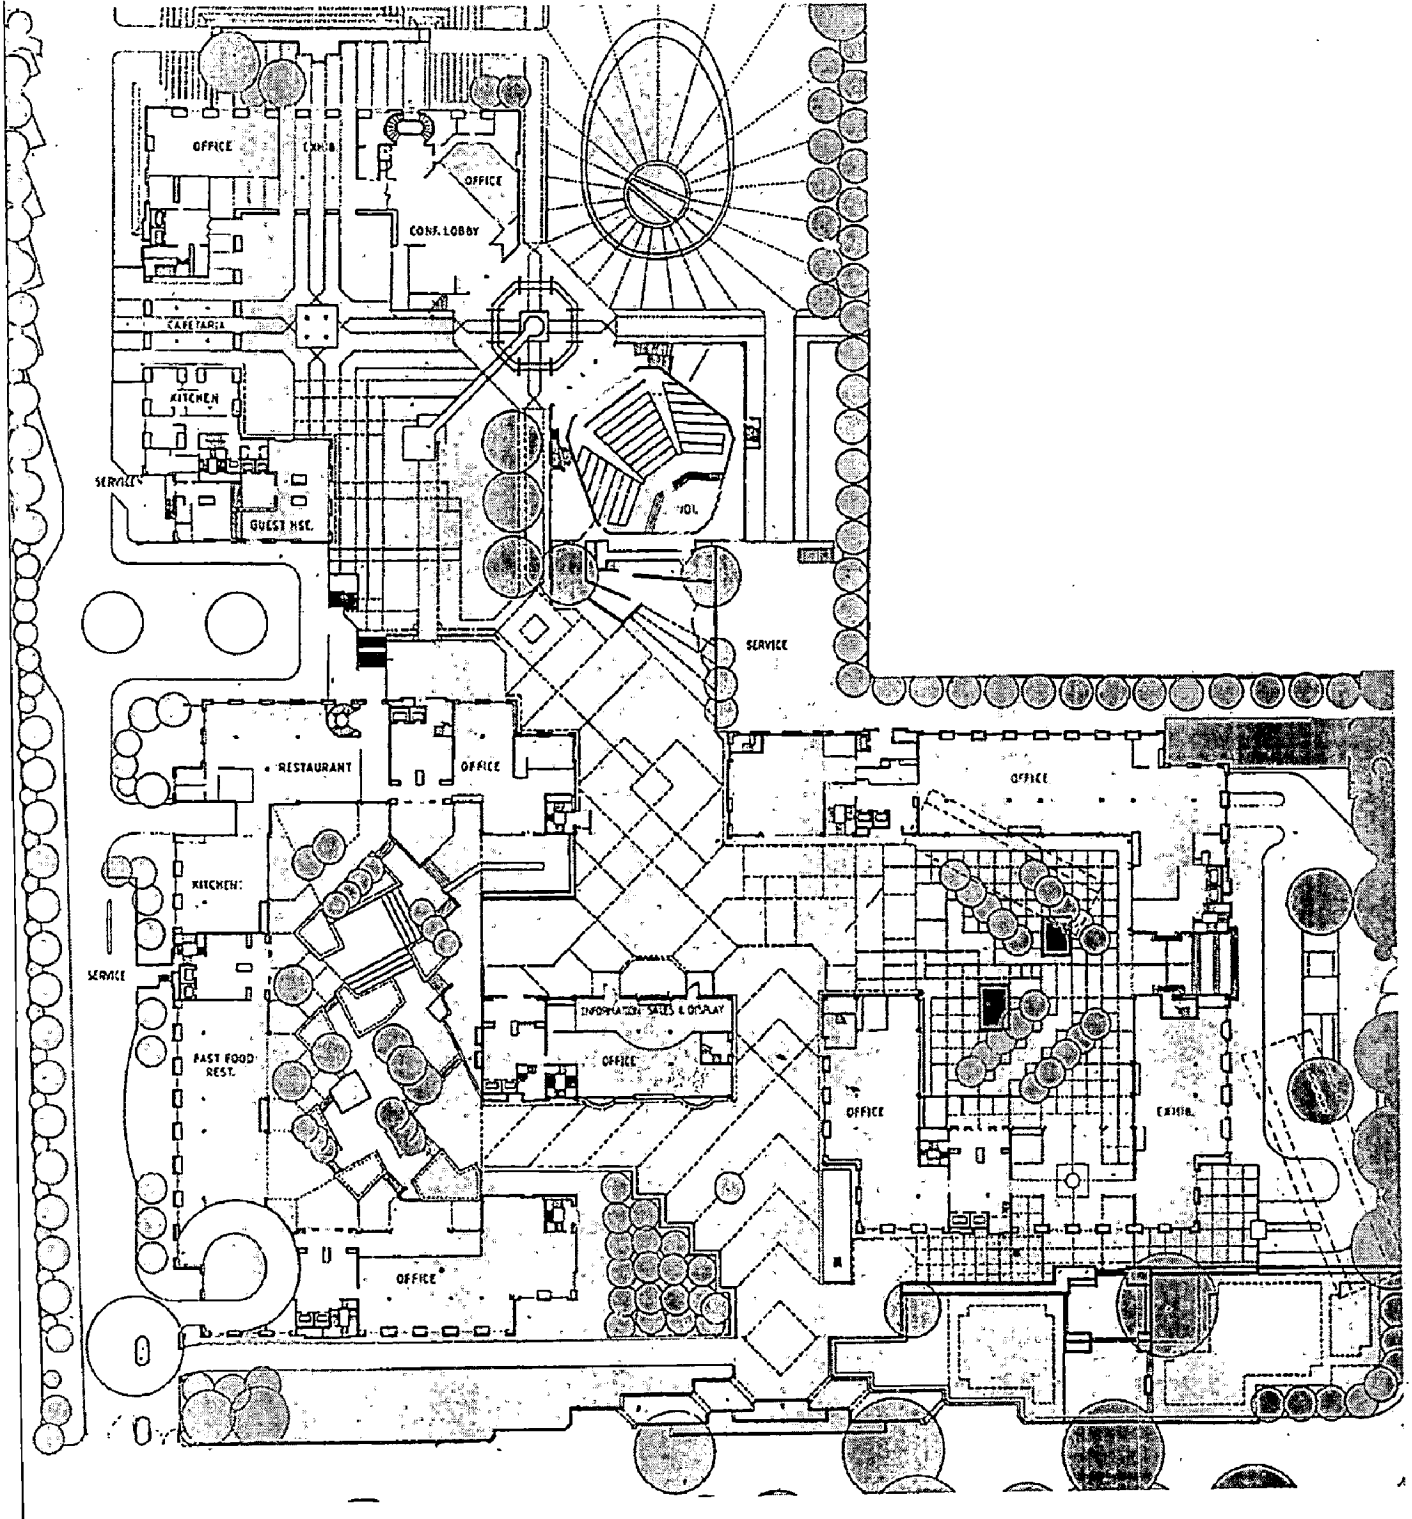 OFFICE
EXHIB.
OFFICE
CONF. LOBBY
CAFETARIA
KITCHEN
SERVICE
GUEST HSE.
SERVICE
RESTAURANT
OFFICE
OFFICE
KITCHEN
SERVICE
INFORMATION SALES & DISPLAY
OFFICE
FAST FOOD
REST.
OFFICE
EXHIB.
OFFICE